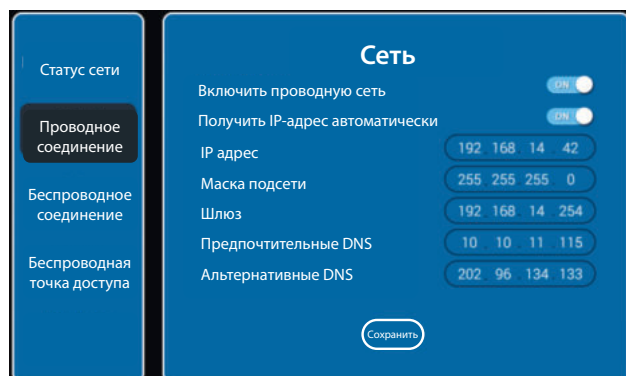 Статус сети
Проводное
соединение
Беспроводное
соединение
Беспроводная
точка доступа
Сеть
Включить проводную сеть ON
Получить IP-адрес автоматически ON
IP адрес 192 . 168 . 14 . 42
Маска подсети 255 . 255 . 255 . 0
Шлюз 192 . 168 . 14 . 254
Предпочтительные DNS 10 . 10 . 11 . 115
Альтернативные DNS 202 . 96 . 134 . 133
Сохранить